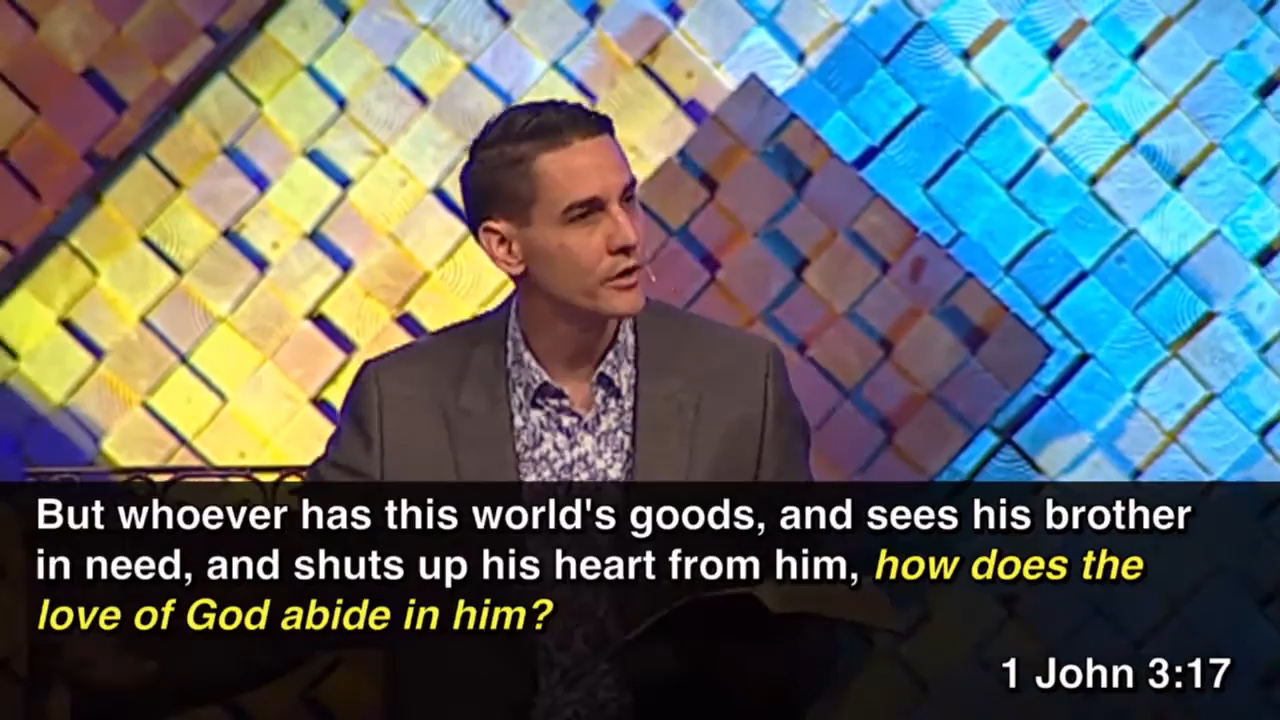 But whoever has this world's goods, and sees his brother
in need, and shuts up his heart from him, how does the
love of God abide in him?
1 John 3:17